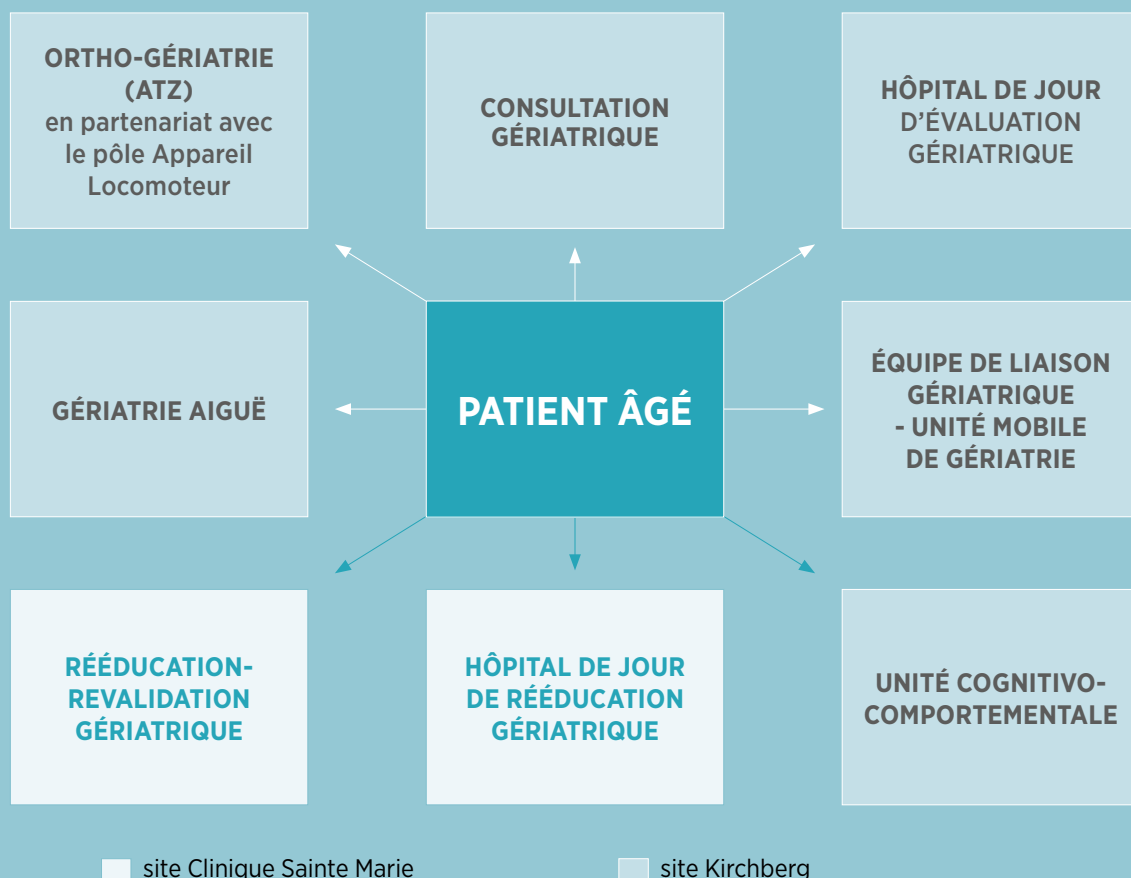 ORTHO-GÉRIATRIE
(ATZ)
en partenariat avec
le pôle Appareil
Locomoteur
CONSULTATION
GÉRIATRIQUE
HÔPITAL DE JOUR
D’ÉVALUATION
GÉRIATRIQUE
GÉRIATRIE AIGUË
PATIENT ÂGÉ
ÉQUIPE DE LIAISON
GÉRIATRIQUE
- UNITÉ MOBILE
DE GÉRIATRIE
RÉÉDUCATION-
REVALIDATION
GÉRIATRIQUE
HÔPITAL DE JOUR
DE RÉÉDUCATION
GÉRIATRIQUE
UNITÉ COGNITIVO-
COMPORTEMENTALE
site Clinique Sainte Marie
site Kirchberg